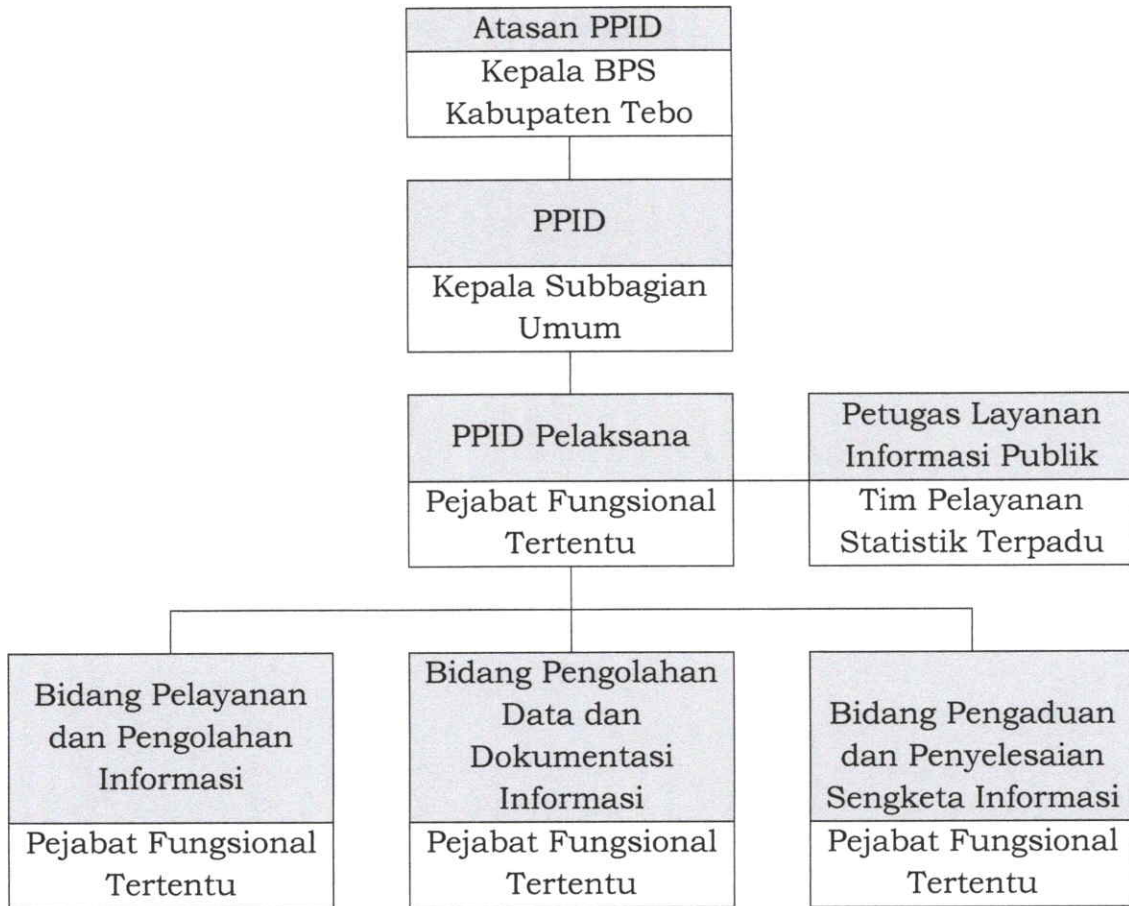 Atasan PPID
Kepala BPS
Kabupaten Tebo
PPID
Kepala Subbagian
Umum
PPID Pelaksana
Pejabat Fungsional
Tertentu
Petugas Layanan
Informasi Publik
Tim Pelayanan
Statistik Terpadu
Bidang Pelayanan
dan Pengolahan
Informasi
Pejabat Fungsional
Tertentu
Bidang Pengolahan
Data dan
Dokumentasi
Informasi
Pejabat Fungsional
Tertentu
Bidang Pengaduan
dan Penyelesaian
Sengketa Informasi
Pejabat Fungsional
Tertentu